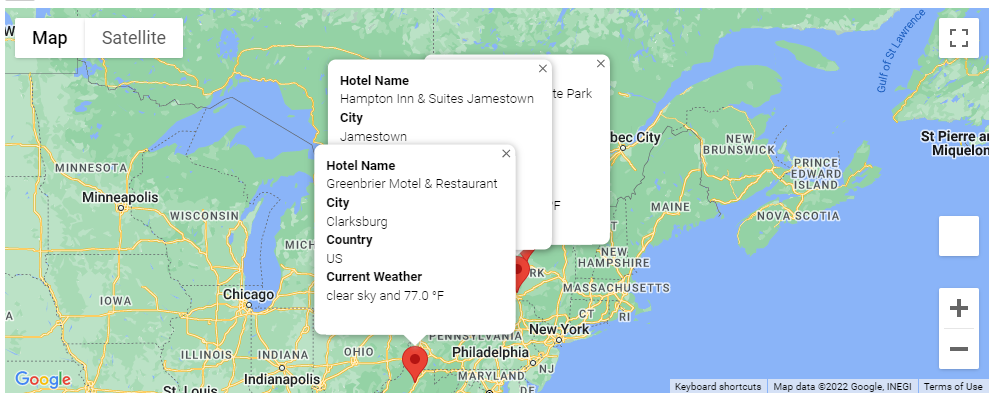 Map
Satellite
Hotel Name
Hampton Inn & Suites Jamestown
City
Jamestown
te Park
°F
Hotel Name
Greenbrier Motel & Restaurant
City
Clarksburg
Country
US
Current Weather
clear sky and 77.0 °F
Gulf of St Lawrence
bec City
NEW
BRUNSWICK
PRINCE
EDWARD
ISLAND
NOVA SCOTIA
St Pierre a
Miquelon
MINNESOTA
Minneapolis
WISCONSIN
MICH
IOWA
Chicago
ILLINOIS
INDIANA
Indianapolis
OHIO
St. Louis
MAINE
NEW
HAMPSHIRE
RK
MASSACHUSETTS
CT
RI
PENNSYLVANIA
New York
Philadelphia
NJ
MARYLAND
DE
Google
Keyboard shortcuts
Map data ©2022 Google, INEGI
Terms of Use